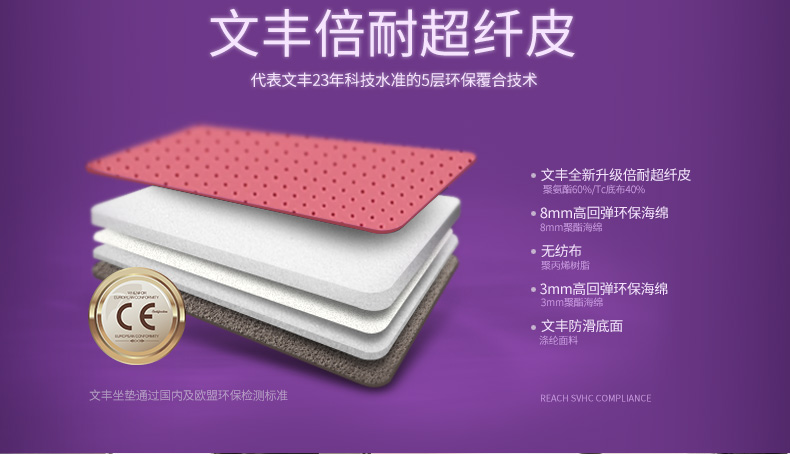 文丰倍耐超纤皮
代表文丰23年科技水准的5层环保覆合技术
文丰全新升级倍耐超纤皮
聚氨酯60%/Tc底布40%
8mm高回弹环保海绵
8mm聚酯海绵
无纺布
聚丙烯树脂
3mm高回弹环保海绵
3mm聚酯海绵
文丰防滑底面
涤纶面料
EUROPEAN CONFORMITY
CE
EUROPEAN CONFORMITY
文丰坐垫通过国内及欧盟环保检测标准
REACH SVHC COMPLIANCE